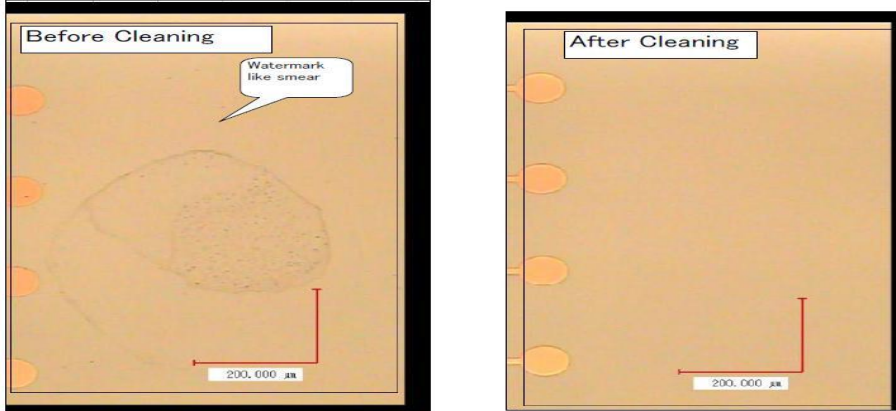 Before Cleaning
Watermark
like smear
200.000 µm
After Cleaning
200.000 µm